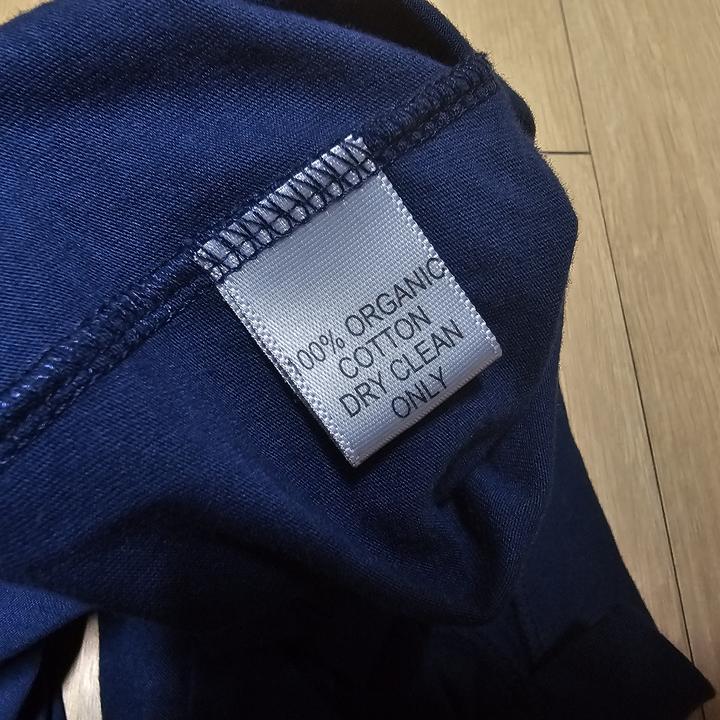 100% ORGANIC
COTTON
DRY CLEAN
ONLY